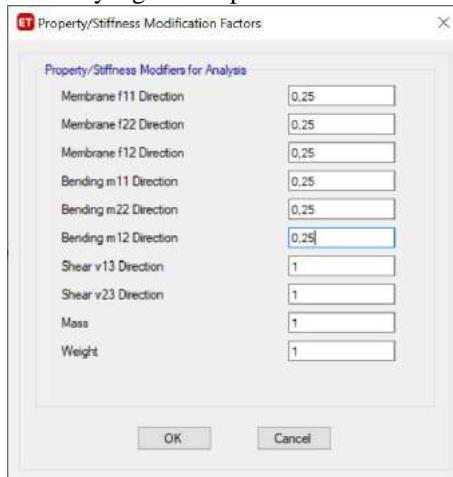 ET Property/Stiffness Modification Factors
Property/Stiffness Modifiers for Analysis
Membrane f11 Direction 0,25
Membrane f22 Direction 0,25
Membrane f12 Direction 0,25
Bending m11 Direction 0,25
Bending m22 Direction 0,25
Bending m12 Direction 0,25
Shear v13 Direction 1
Shear v23 Direction 1
Mass 1
Weight 1
OK Cancel